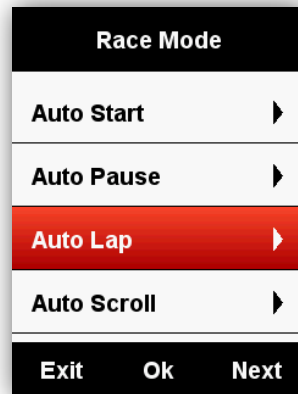 Race Mode
Auto Start
Auto Pause
Auto Lap
Auto Scroll
Exit Ok Next